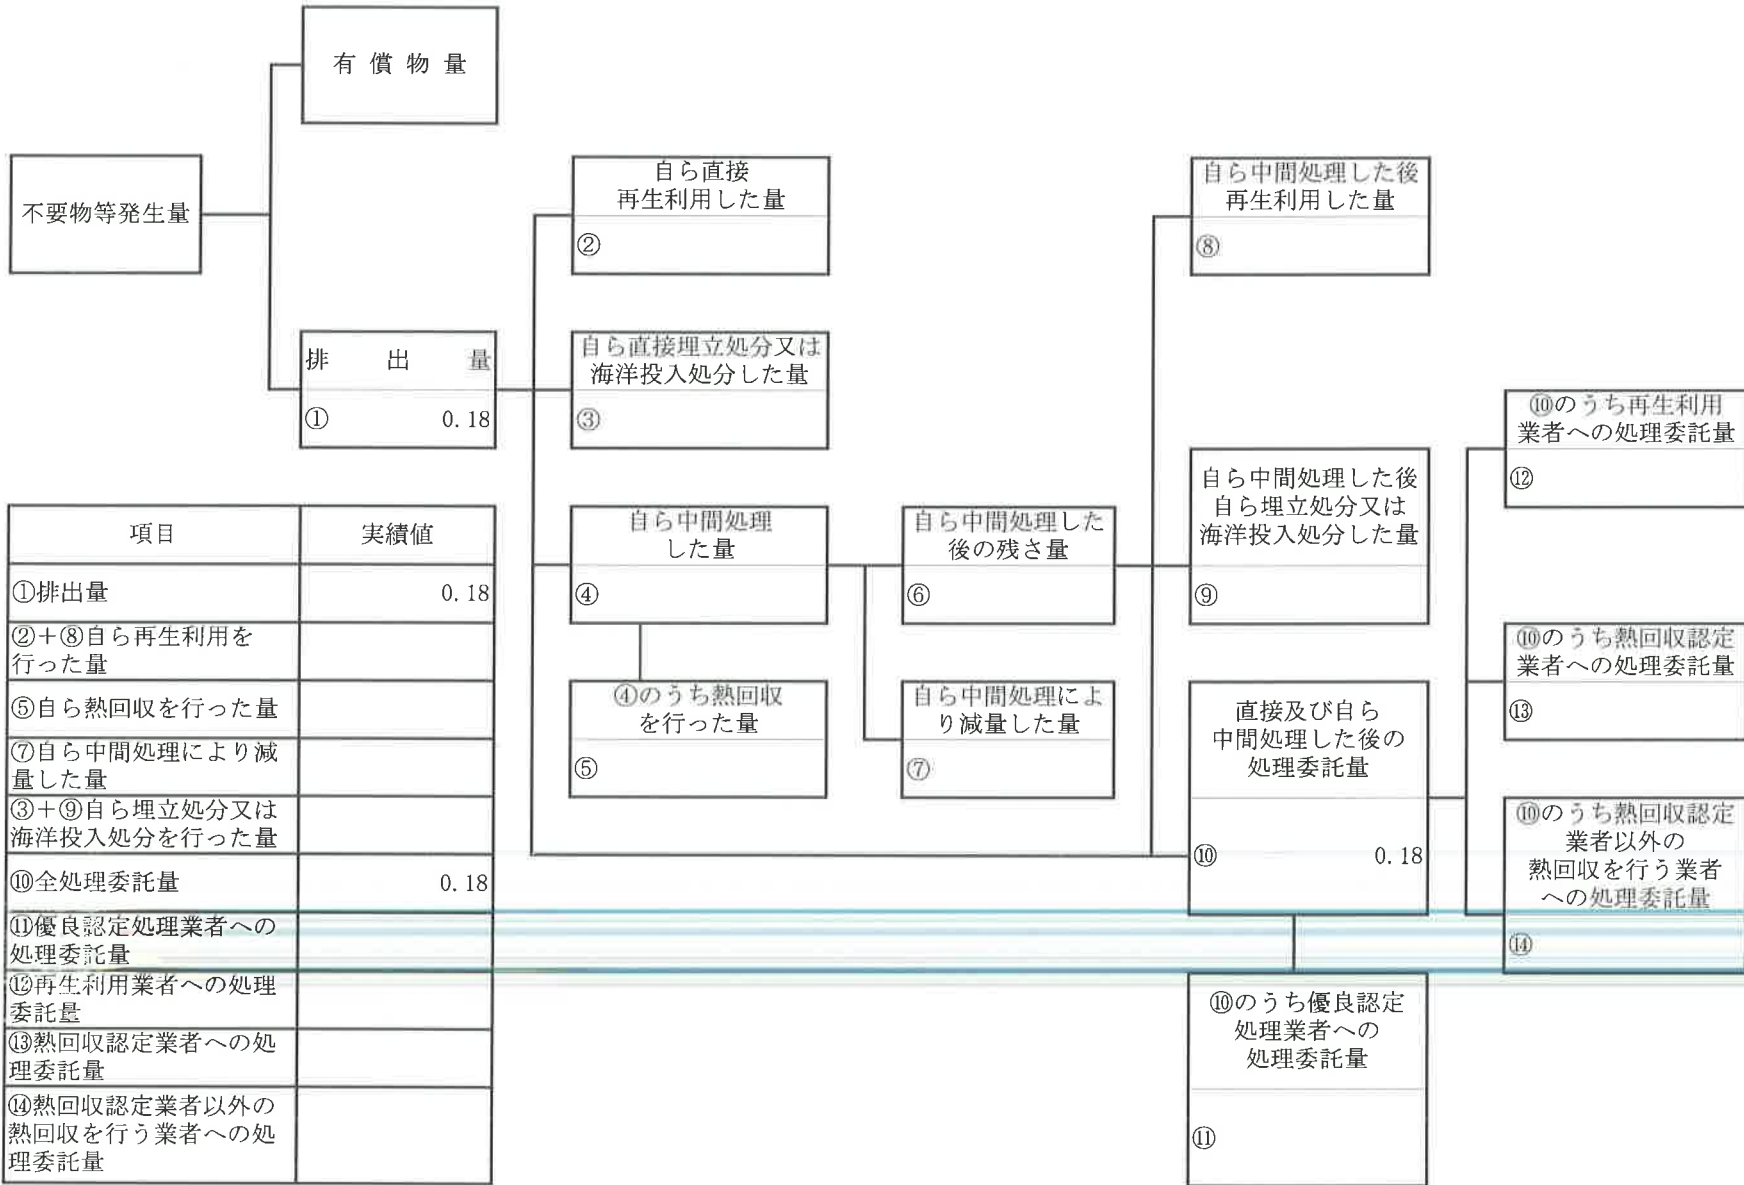 有償物量
不要物等発生量
排出量
① 0.18
自ら直接
再生利用した量
②
自ら直接埋立処分又は
海洋投入処分した量
③
自ら中間処理
した量
④
④のうち熱回収
を行った量
⑤
自ら中間処理した
後の残さ量
⑥
自ら中間処理によ
り減量した量
⑦
自ら中間処理した後
再生利用した量
⑧
自ら中間処理した後
自ら埋立処分又は
海洋投入処分した量
⑨
直接及び自ら
中間処理した後の
処理委託量
⑩ 0.18
⑩のうち優良認定
処理業者への
処理委託量
⑪
⑩のうち再生利用
業者への処理委託量
⑫
⑩のうち熱回収認定
業者への処理委託量
⑬
⑩のうち熱回収認定
業者以外の
熱回収を行う業者
への処理委託量
⑭
項目 実績値
①排出量 0.18
②+⑧自ら再生利用を
行った量
⑤自ら熱回収を行った量
⑦自ら中間処理により減
量した量
③+⑨自ら埋立処分又は
海洋投入処分を行った量
⑩全処理委託量 0.18
⑪優良認定処理業者への
処理委託量
⑫再生利用業者への処理
委託量
⑬熱回収認定業者への処
理委託量
⑭熱回収認定業者以外の
熱回収を行う業者への処
理委託量